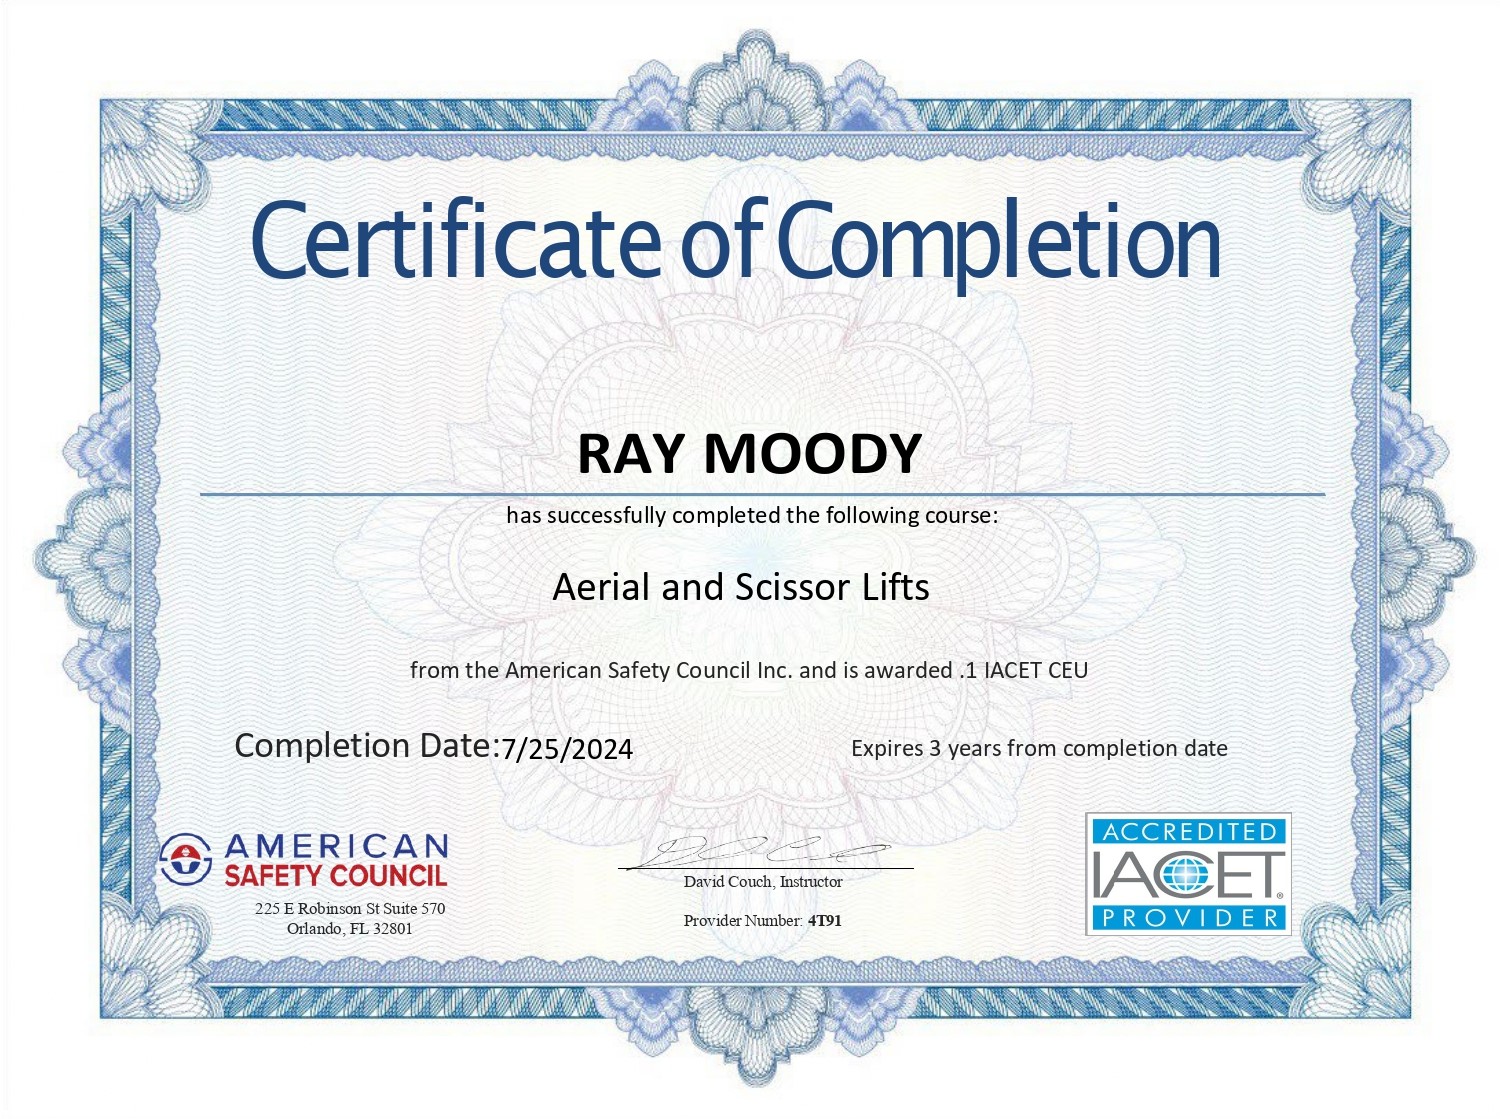 Certificate of Completion
RAY MOODY
has successfully completed the following course:
Aerial and Scissor Lifts
from the American Safety Council Inc. and is awarded .1 IACET CEU
Completion Date:7/25/2024
Expires 3 years from completion date
AMERICAN
SAFETY COUNCIL
225 E Robinson St Suite 570
Orlando, FL 32801
David Couch, Instructor
Provider Number: 4T91
ACCREDITED
IACET®
PROVIDER